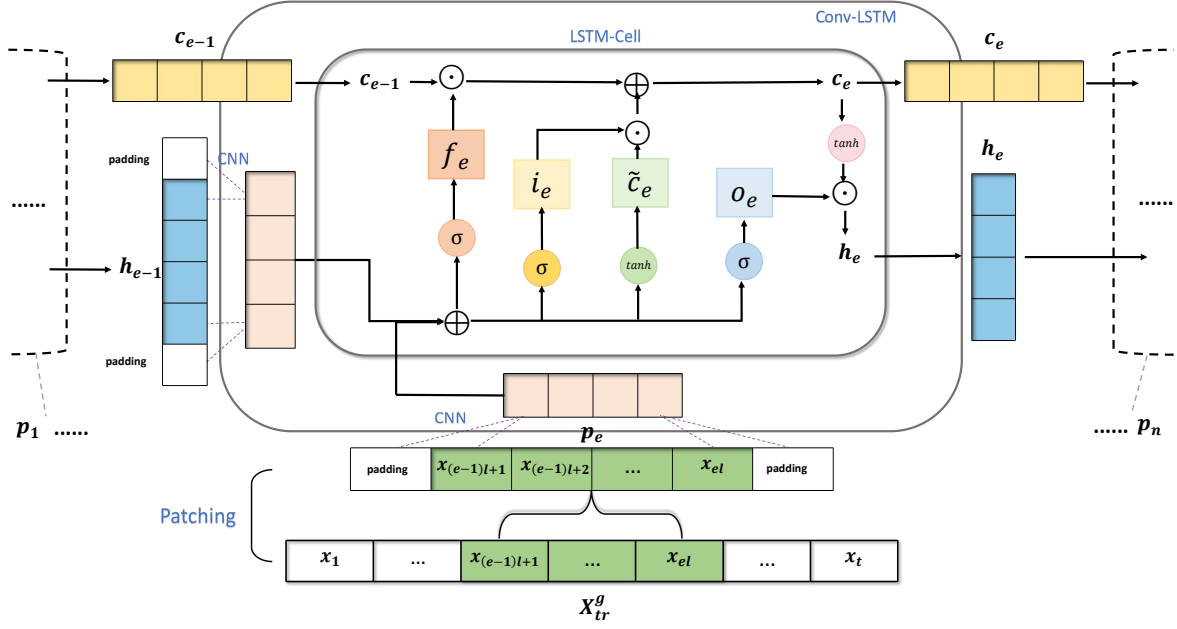 Conv-LSTM
c_{e-1}
LSTM-Cell
c_e
c_{e-1}
c_e
tanh
padding
CNN
f_e
i_e
c̃_e
h_e
o_e
......
......
σ
h_e
h_{e-1}
σ
tanh
σ
padding
p_1 ......
CNN
p_e
...... p_n
padding
x_{(e-1)l+1}
x_{(e-1)l+2}
...
x_{el}
padding
Patching
x_1
...
x_{(e-1)l+1}
...
x_{el}
...
x_t
X_{tr}^{g}